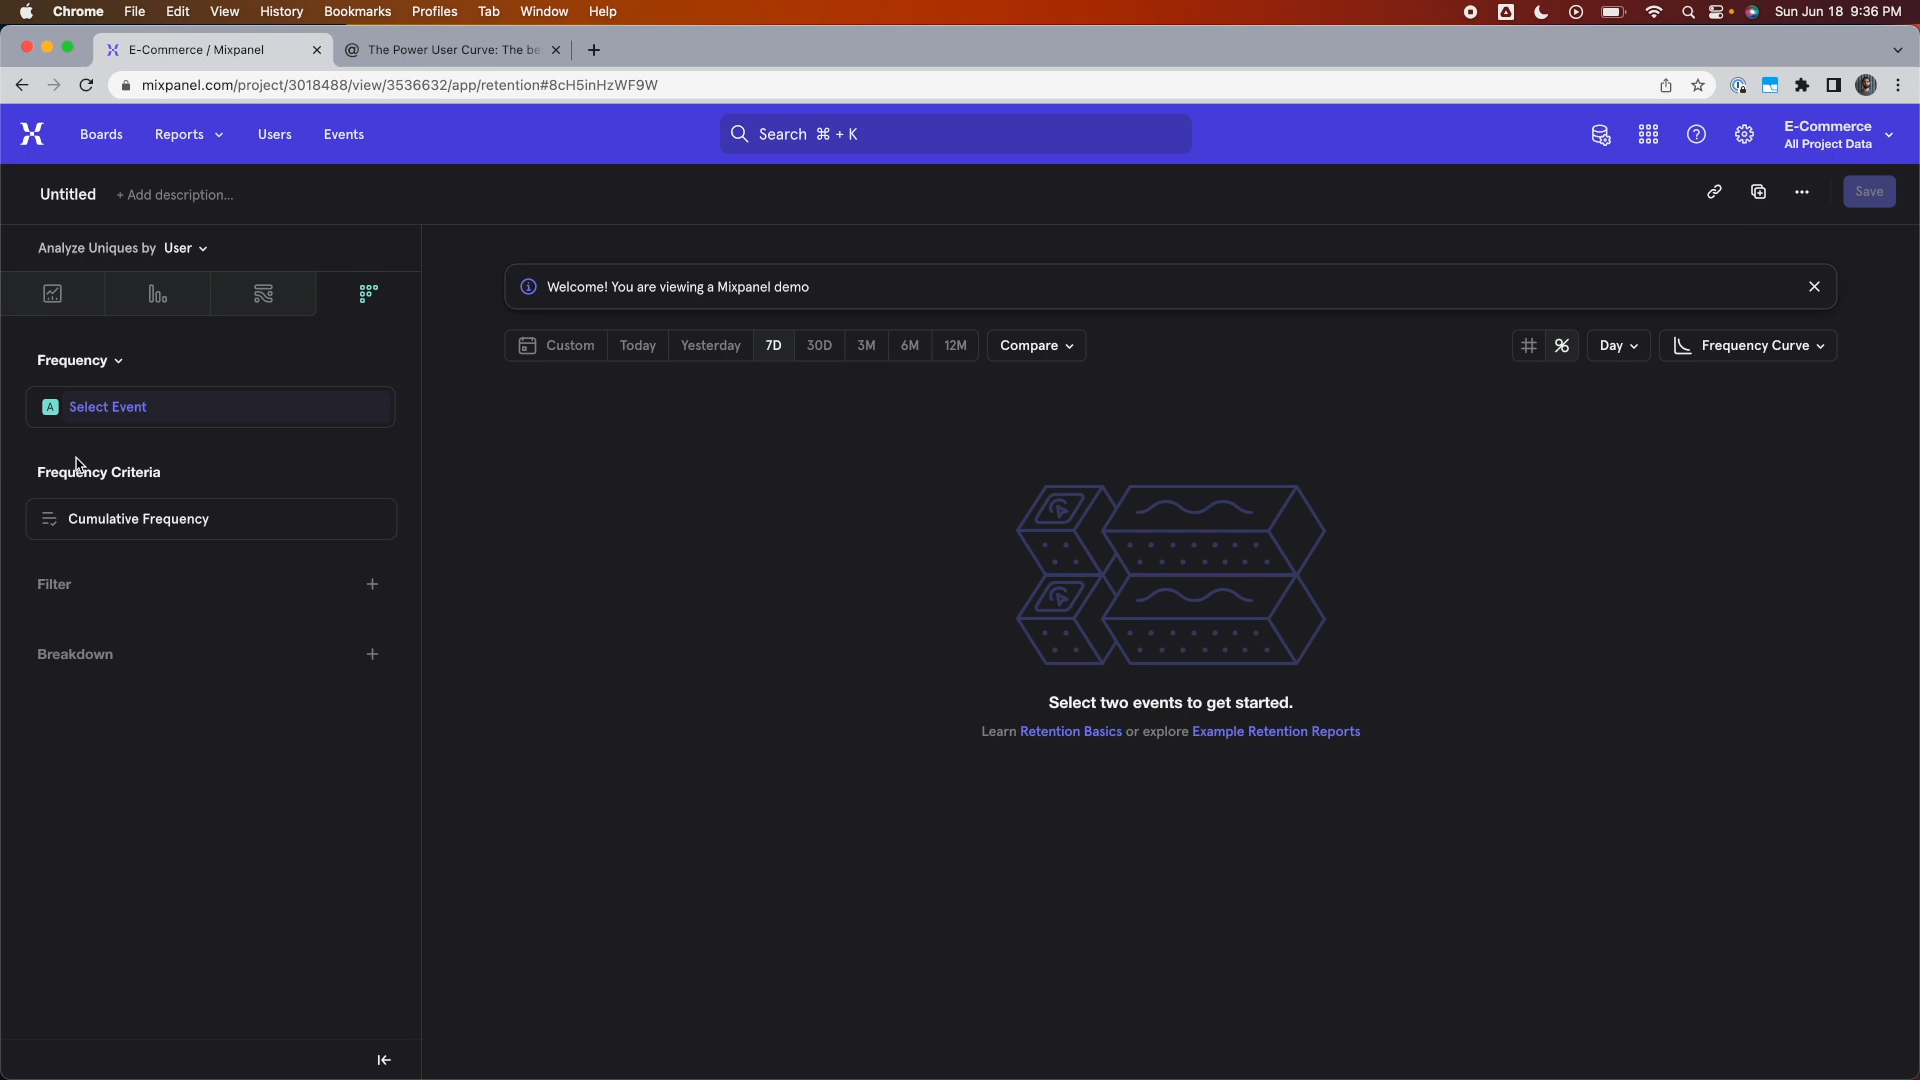 Chrome File Edit View History Bookmarks Profiles Tab Window Help Sun Jun 18 9:36 PM
E-Commerce / Mixpanel @ The Power User Curve: The be
mixpanel.com/project/3018488/view/3536632/app/retention#8cH5inHzWF9W
Boards Reports Users Events Search ⌘ + K E-Commerce
All Project Data
Untitled + Add description... Save
Analyze Uniques by User
Welcome! You are viewing a Mixpanel demo
Custom Today Yesterday 7D 30D 3M 6M 12M Compare # % Day Frequency Curve
Frequency
A Select Event
Frequency Criteria
Cumulative Frequency
Filter +
Breakdown +
Select two events to get started.
Learn Retention Basics or explore Example Retention Reports